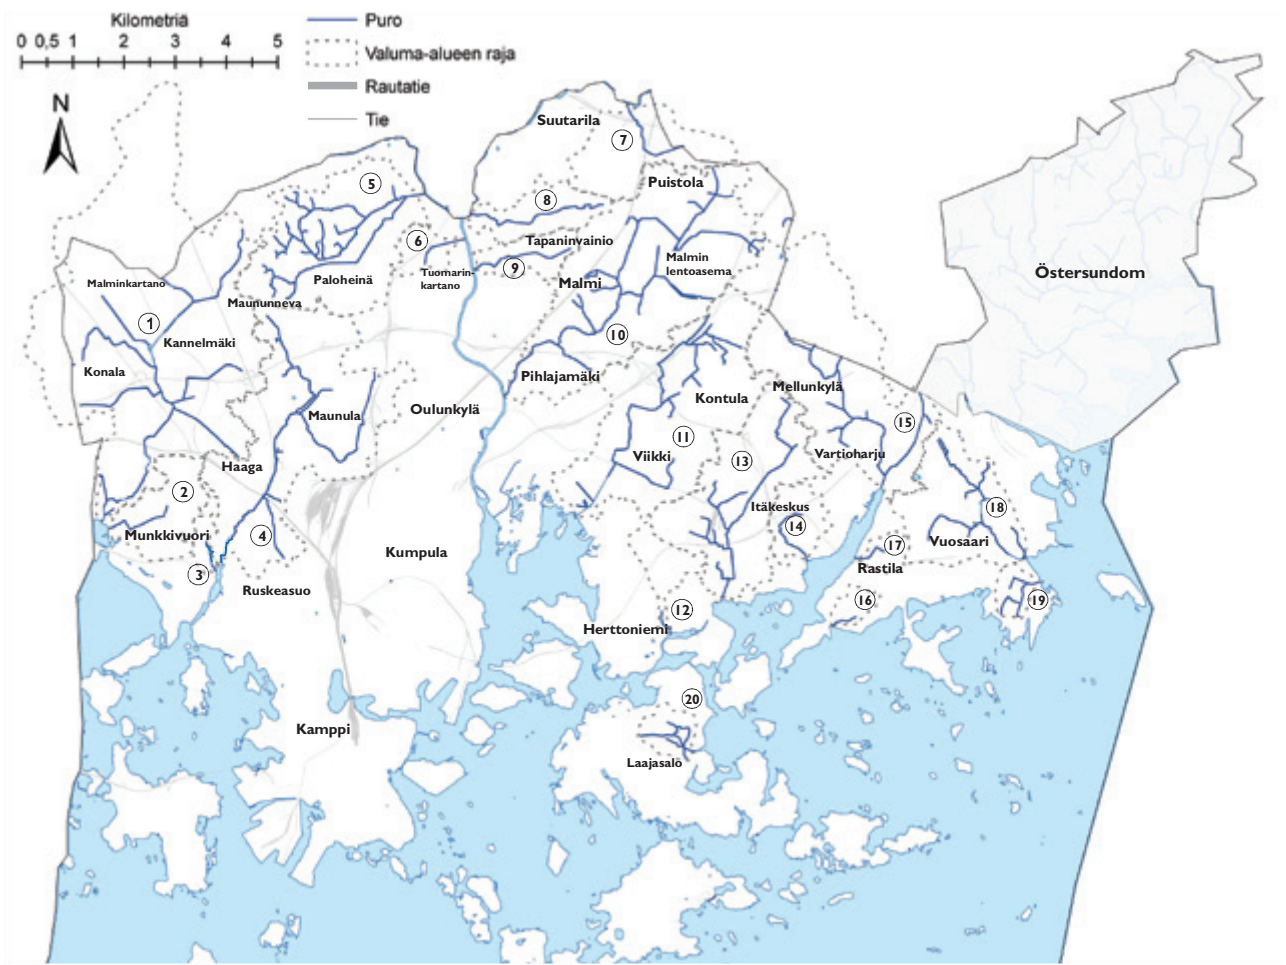 Kilometriä
0 0,5 1 2 3 4 5
N
Puro
Valuma-alueen raja
Rautatie
Tie
Suutarila
7
5
Puistola
8
6
Tapaninvainio
Malmin
lentoasema
Östersundom
9
Tuomarin-
kartano
Paloheinä
Malminkartano
Malmi
Maununneva
1
Kannelmäki
10
Konala
Pihlajamäki
Mellunkylä
Kontula
Oulunkylä
Maunula
15
11
Viikki
13
Vartioharju
Haaga
2
Itäkeskus
14
18
Munkkivuori
4
17
Vuosaari
Kumpula
Rastila
3
Ruskeasuo
16
19
12
Herttoniemi
20
Kamppi
Laajasalo